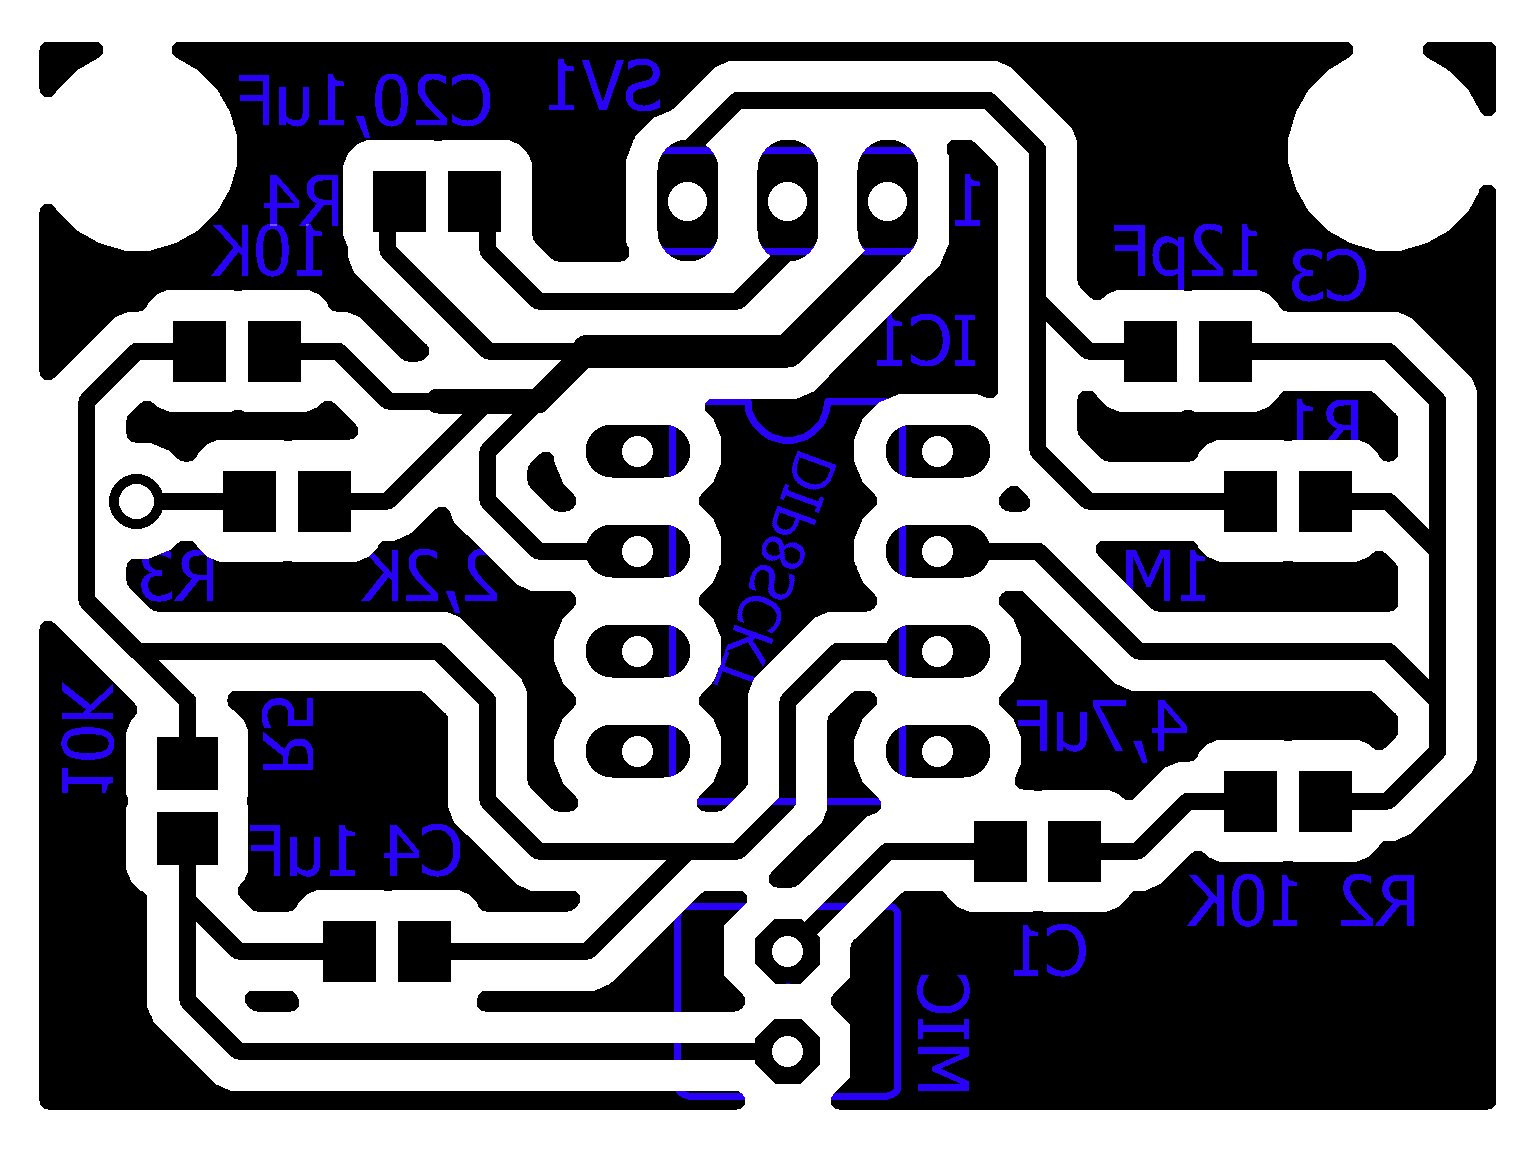 C20,1uF
SV1
R4
10K
1
12pF
C3
IC1
R1
DIP8SCKT
R3
2,2K
1M
10K
R5
4,7uF
C4 1uF
R2 10K
C1
MIC